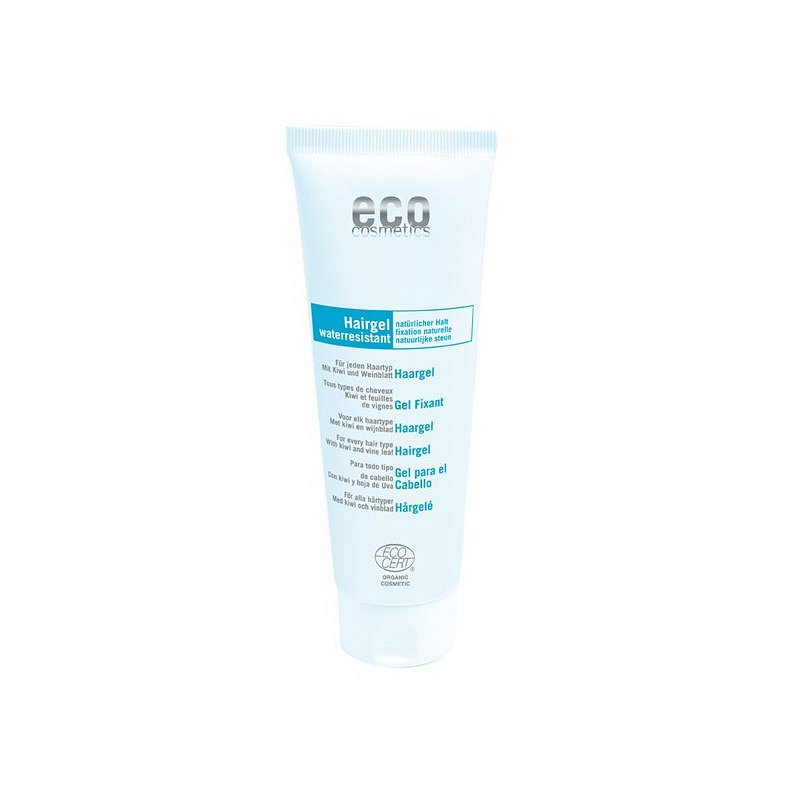 eco
cosmetics
Hairgel
waterresistant
natürlicher Halt
fixation naturelle
natuurlijke steun
Für jeden Haartyp
Mit Kiwi und Weinblatt
Haargel
Tous types de cheveux
Kiwi et feuilles
de vignes
Gel Fixant
Voor elk haartype
Met kiwi en wijnblad
Haargel
For every hair type
With kiwi and vine leaf
Hairgel
Para todo tipo
de cabello
Con kiwy y hoja de Uva
Gel para el
Cabello
För alla hårtyper
Med kiwi och vinblad
Hårgelé
ECO
CERT
®
ORGANIC
COSMETIC